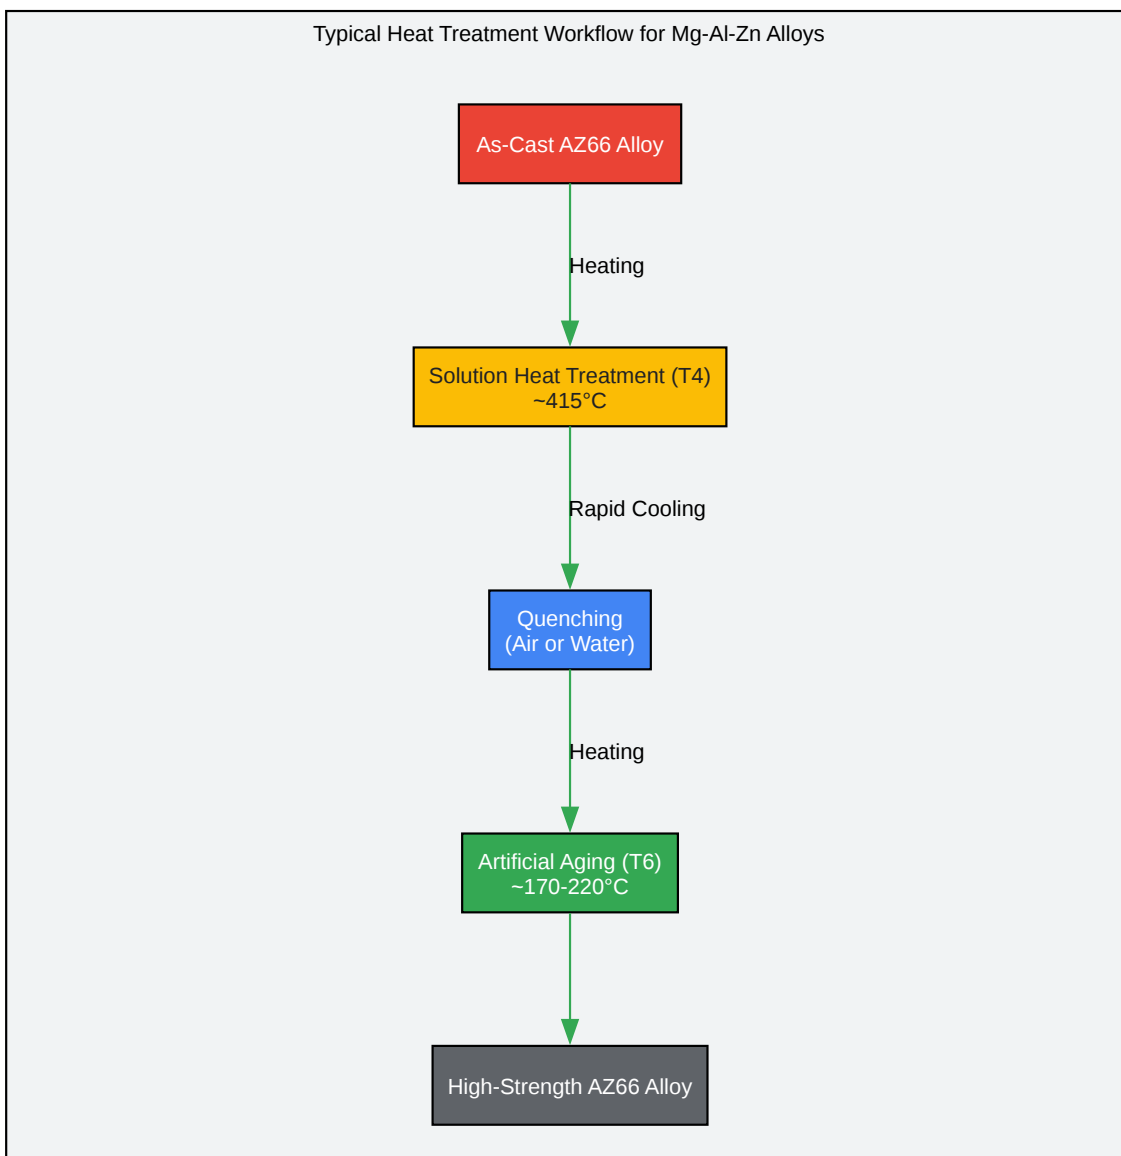 Typical Heat Treatment Workflow for Mg-Al-Zn Alloys
As-Cast AZ66 Alloy
Heating
Solution Heat Treatment (T4)
~415°C
Rapid Cooling
Quenching
(Air or Water)
Heating
Artificial Aging (T6)
~170-220°C
High-Strength AZ66 Alloy